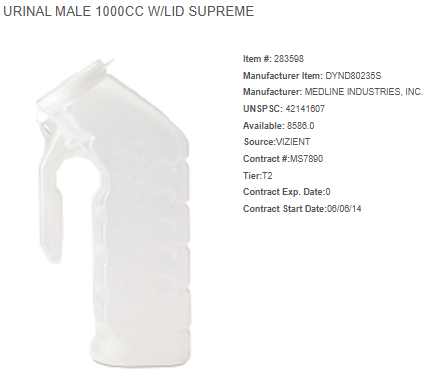 URINAL MALE 1000CC W/LID SUPREME
Item #: 283598
Manufacturer Item: DYND80235S
Manufacturer: MEDLINE INDUSTRIES, INC.
UNSPSC: 42141607
Available: 8586.0
Source:VIZIENT
Contract #:MS7890
Tier:T2
Contract Exp. Date:0
Contract Start Date:06/06/14